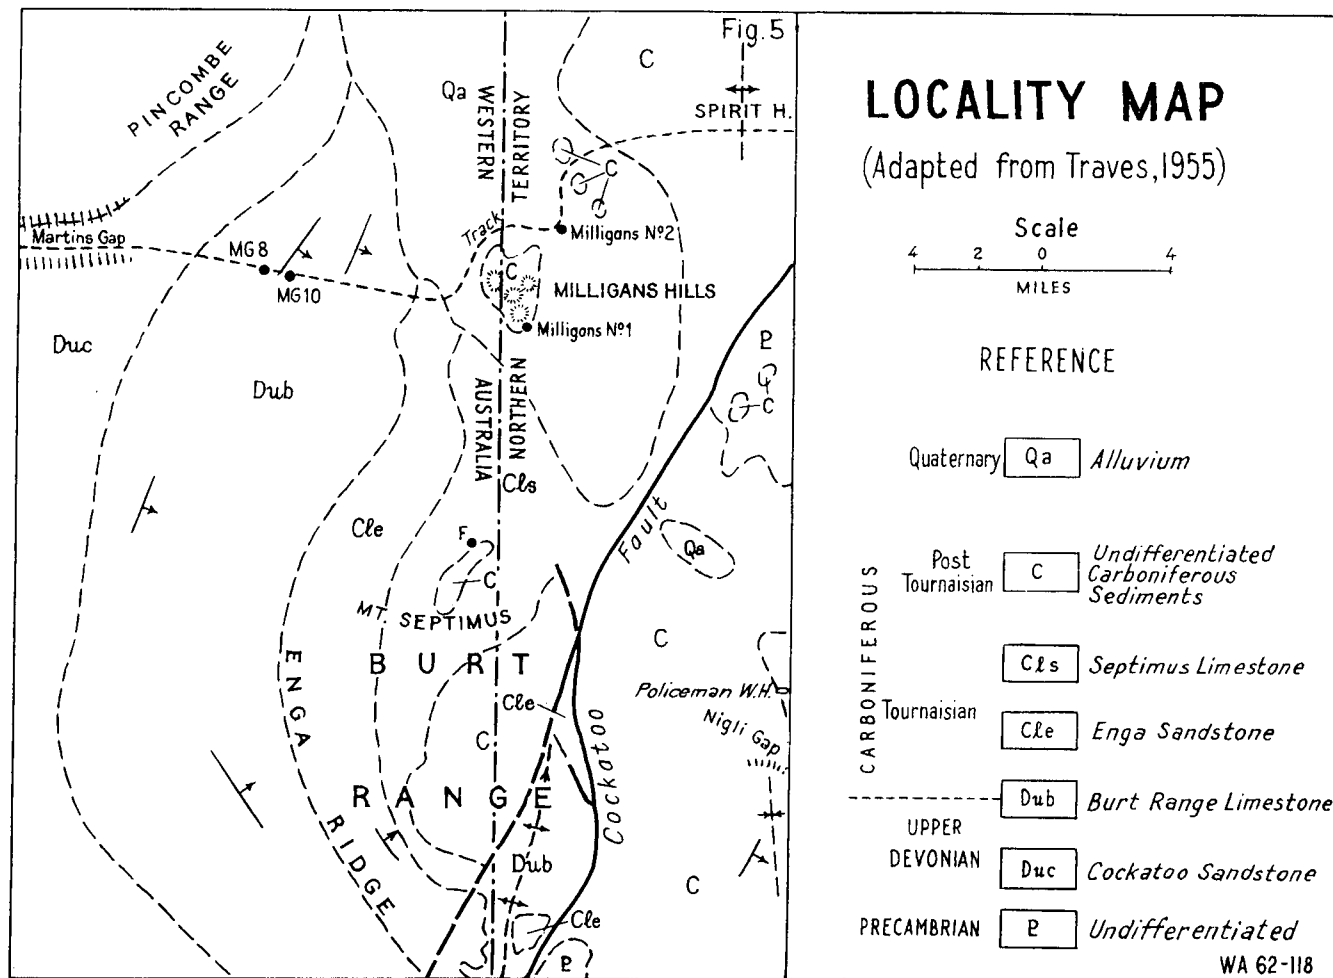 Fig. 5
C
PINCOMBE
RANGE
Qa
WESTERN
TERRITORY
SPIRIT H.
C
Track
Martins Gap
MG8
MG10
Milligans No2
C
MILLIGANS HILLS
Milligans No1
Duc
Dub
P
C
AUSTRALIA
NORTHERN
Cls
Cle
F
C
Fault
Qa
MT. SEPTIMUS
C
BURT
Policeman W.H.
Cle
Nigli Gap
ENGA
C
Cockatoo
RANGE
RIDGE
Dub
C
Cle
P
LOCALITY MAP
(Adapted from Traves, 1955)
Scale
4 2 0 4
MILES
REFERENCE
Quaternary Qa Alluvium
CARBONIFEROUS
Post
Tournaisian
C
Undifferentiated
Carboniferous
Sediments
Cls Septimus Limestone
Tournaisian
Cle Enga Sandstone
Dub Burt Range Limestone
UPPER
DEVONIAN
Duc Cockatoo Sandstone
PRECAMBRIAN P Undifferentiated
WA 62-118